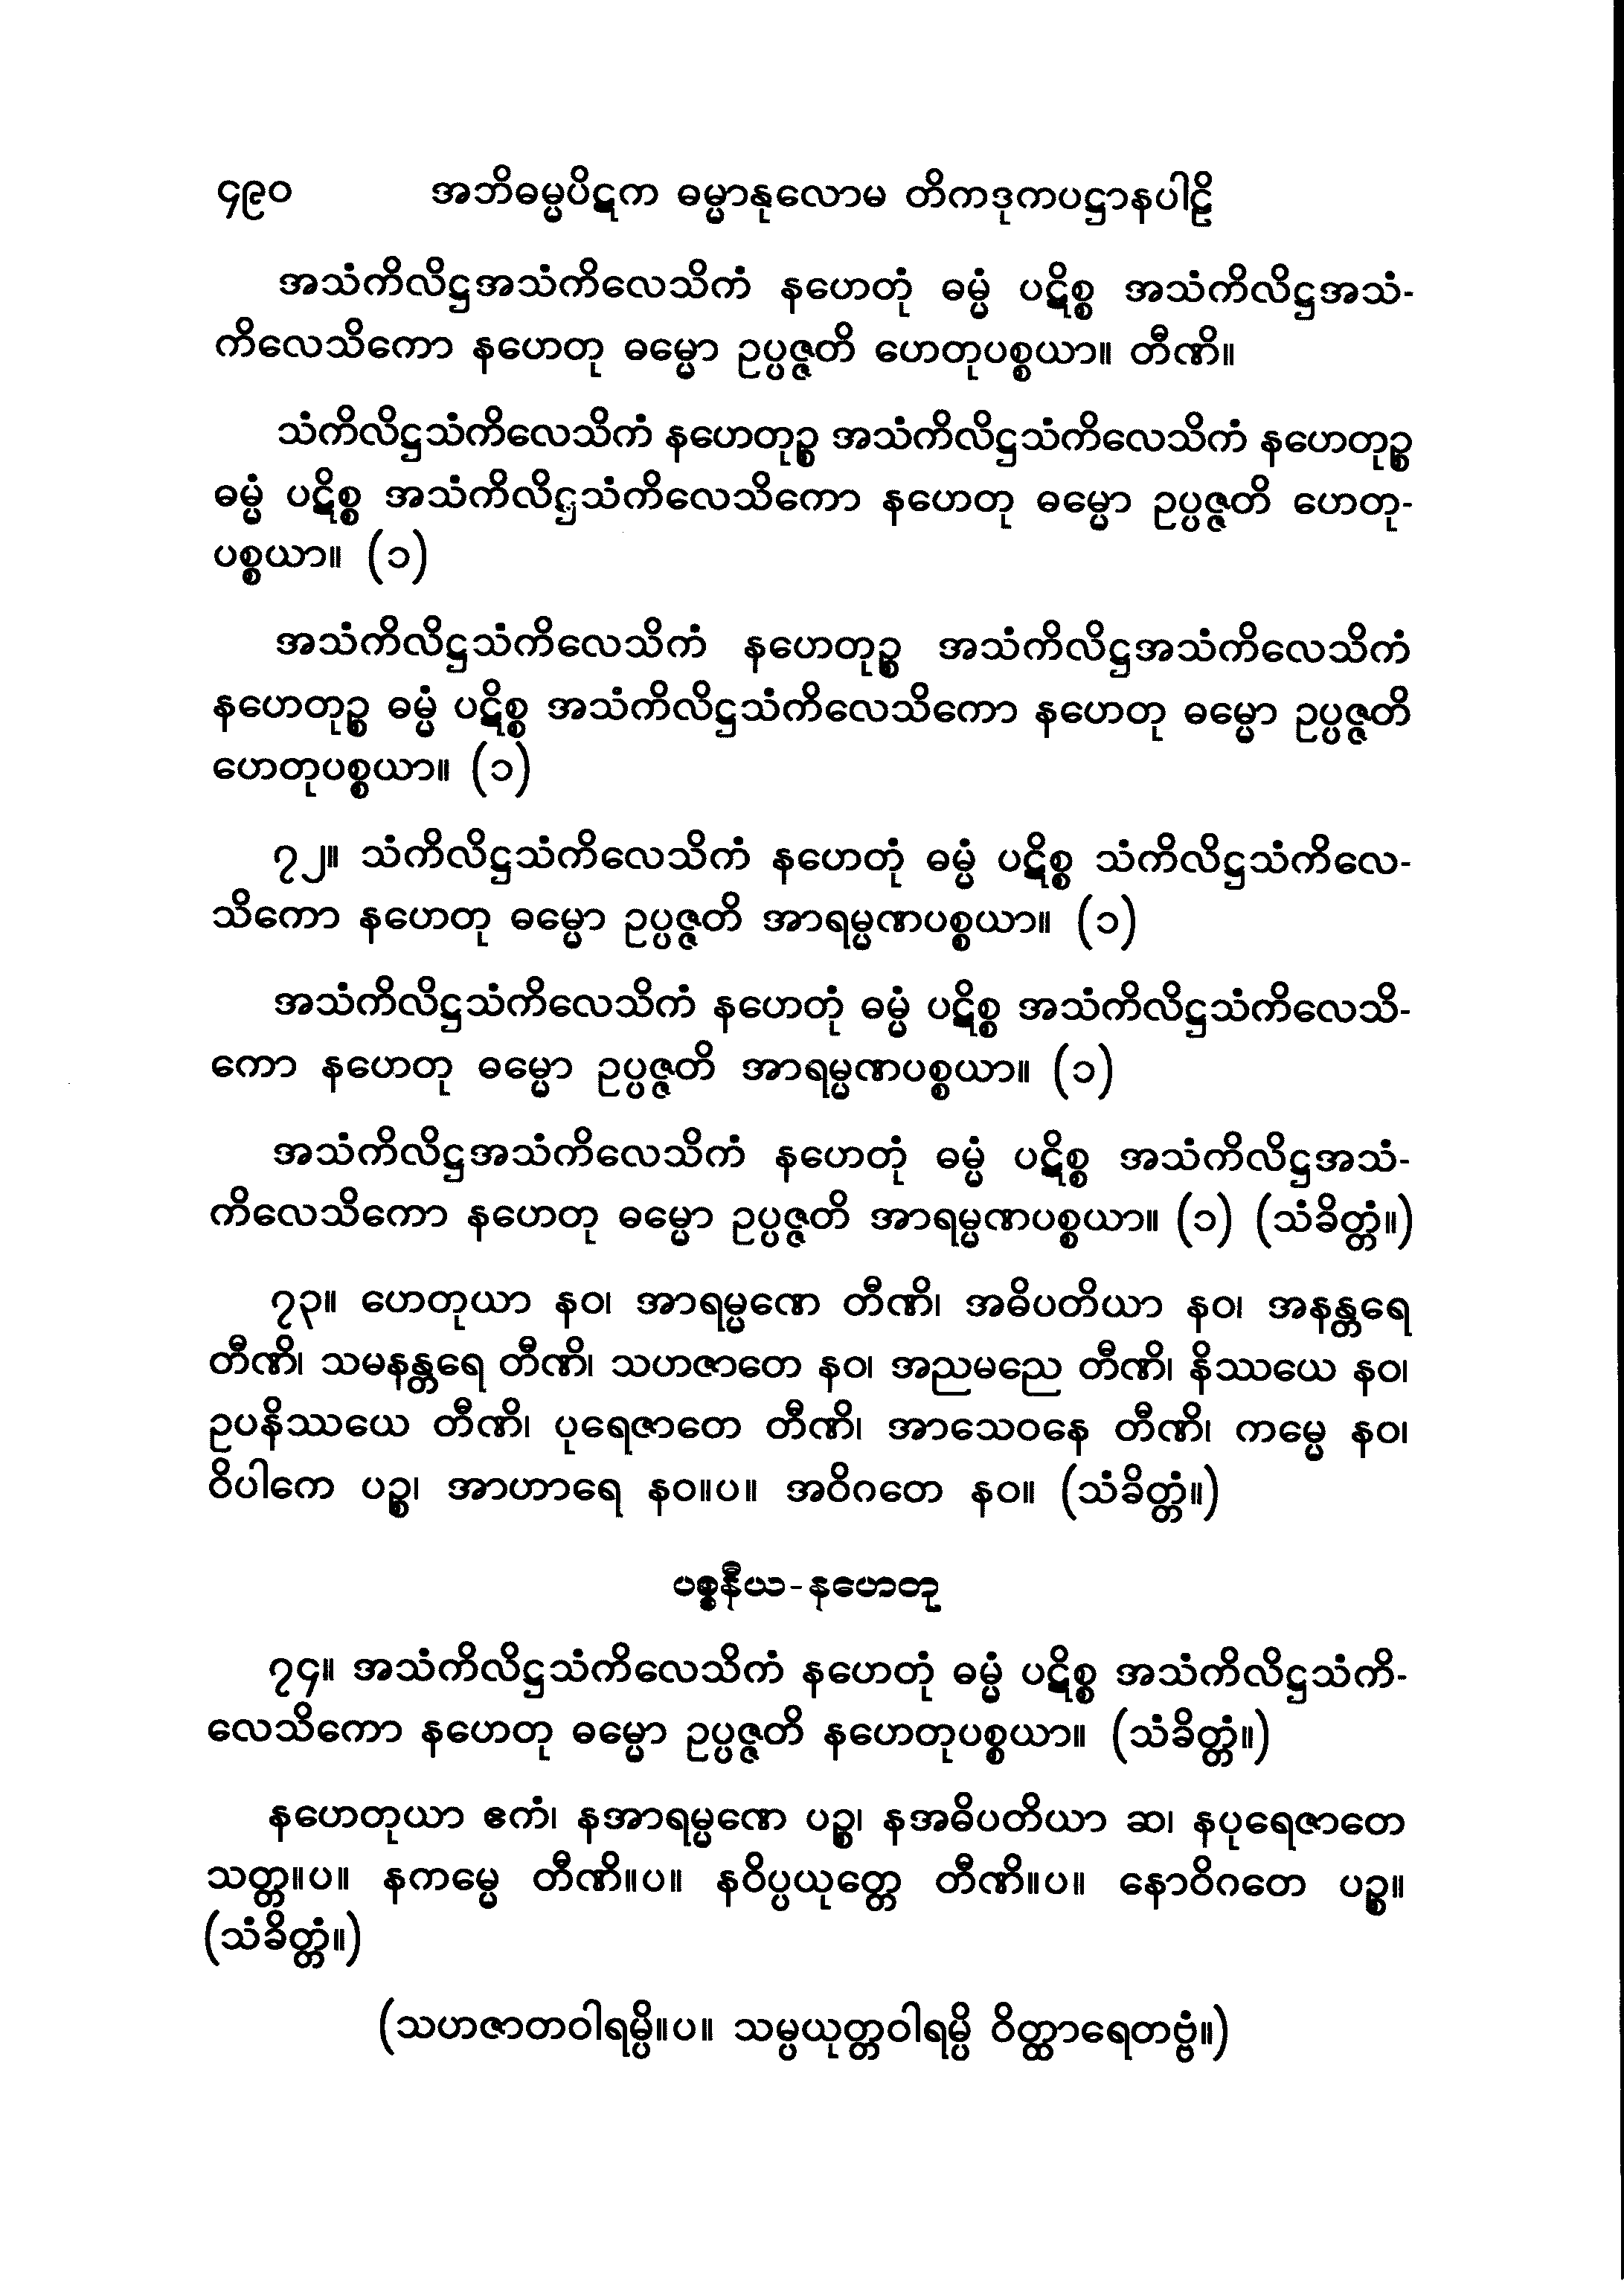 ၄၉၀ အဘိဓမ္မပိဋက ဓမ္မာနုလောမ တိကဒုကပဋ္ဌာနပါဠိ
အသံကိလိဋ္ဌအသံကိလေသိကံ နဟေတုံ ဓမ္မံ ပဋိစ္စ အသံကိလိဋ္ဌအသံ-
ကိလေသိကော နဟေတု ဓမ္မော ဥပ္ပဇ္ဇတိ ဟေတုပစ္စယာ။ တီဏိ။
သံကိလိဋ္ဌသံကိလေသိကံ နဟေတုဉ္စ အသံကိလိဋ္ဌသံကိလေသိကံ နဟေတုဉ္စ
ဓမ္မံ ပဋိစ္စ အသံကိလိဋ္ဌသံကိလေသိကော နဟေတု ဓမ္မော ဥပ္ပဇ္ဇတိ ဟေတု-
ပစ္စယာ။ (၁)
အသံကိလိဋ္ဌသံကိလေသိကံ နဟေတုဉ္စ အသံကိလိဋ္ဌအသံကိလေသိကံ
နဟေတုဉ္စ ဓမ္မံ ပဋိစ္စ အသံကိလိဋ္ဌသံကိလေသိကော နဟေတု ဓမ္မော ဥပ္ပဇ္ဇတိ
ဟေတုပစ္စယာ။ (၁)
၇၂။ သံကိလိဋ္ဌသံကိလေသိကံ နဟေတုံ ဓမ္မံ ပဋိစ္စ သံကိလိဋ္ဌသံကိလေ-
သိကော နဟေတု ဓမ္မော ဥပ္ပဇ္ဇတိ အာရမ္မဏပစ္စယာ။ (၁)
အသံကိလိဋ္ဌသံကိလေသိကံ နဟေတုံ ဓမ္မံ ပဋိစ္စ အသံကိလိဋ္ဌသံကိလေသိ-
ကော နဟေတု ဓမ္မော ဥပ္ပဇ္ဇတိ အာရမ္မဏပစ္စယာ။ (၁)
အသံကိလိဋ္ဌအသံကိလေသိကံ နဟေတုံ ဓမ္မံ ပဋိစ္စ အသံကိလိဋ္ဌအသံ-
ကိလေသိကော နဟေတု ဓမ္မော ဥပ္ပဇ္ဇတိ အာရမ္မဏပစ္စယာ။ (၁) (သံခိတ္တံ။)
၇၃။ ဟေတုယာ နဝ၊ အာရမ္မဏေ တီဏိ၊ အဓိပတိယာ နဝ၊ အနန္တရေ
တီဏိ၊ သမနန္တရေ တီဏိ၊ သဟဇာတေ နဝ၊ အညမညေ တီဏိ၊ နိဿယေ နဝ၊
ဥပနိဿယေ တီဏိ၊ ပုရေဇာတေ တီဏိ၊ အာသေဝနေ တီဏိ၊ ကမ္မေ နဝ၊
ဝိပါကေ ပဉ္စ၊ အာဟာရေ နဝ။ပ။ အဝိဂတေ နဝ။ (သံခိတ္တံ။)
ပစ္စနီယ-နဟေတု
၇၄။ အသံကိလိဋ္ဌသံကိလေသိကံ နဟေတုံ ဓမ္မံ ပဋိစ္စ အသံကိလိဋ္ဌသံကိ-
လေသိကော နဟေတု ဓမ္မော ဥပ္ပဇ္ဇတိ နဟေတုပစ္စယာ။ (သံခိတ္တံ။)
နဟေတုယာ ဧကံ၊ နအာရမ္မဏေ ပဉ္စ၊ နအဓိပတိယာ ဆ၊ နပုရေဇာတေ
သတ္တ။ပ။ နကမ္မေ တီဏိ။ပ။ နဝိပ္ပယုတ္တေ တီဏိ။ပ။ နောဝိဂတေ ပဉ္စ။
(သံခိတ္တံ။)
(သဟဇာတဝါရမ္ပိ။ပ။ သမ္ပယုတ္တဝါရမ္ပိ ဝိတ္ထာရေတဗ္ဗံ။)